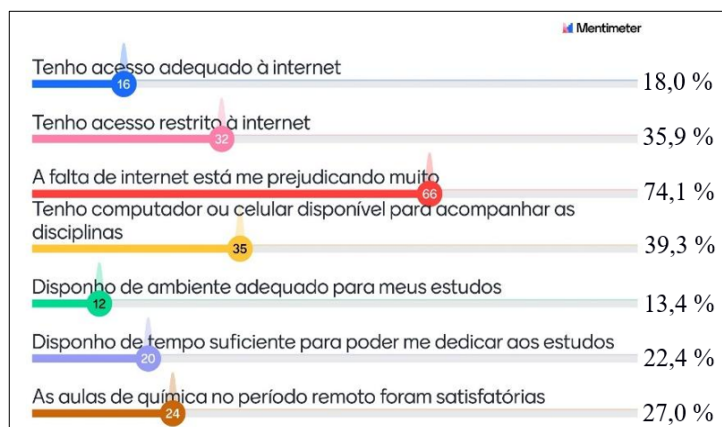 Mentimeter
Tenho acesso adequado à internet
16
18,0 %
Tenho acesso restrito à internet
32
35,9 %
A falta de internet está me prejudicando muito
66
74,1 %
Tenho computador ou celular disponível para acompanhar as
disciplinas
35
39,3 %
Disponho de ambiente adequado para meus estudos
12
13,4 %
Disponho de tempo suficiente para poder me dedicar aos estudos
20
22,4 %
As aulas de química no período remoto foram satisfatórias
24
27,0 %